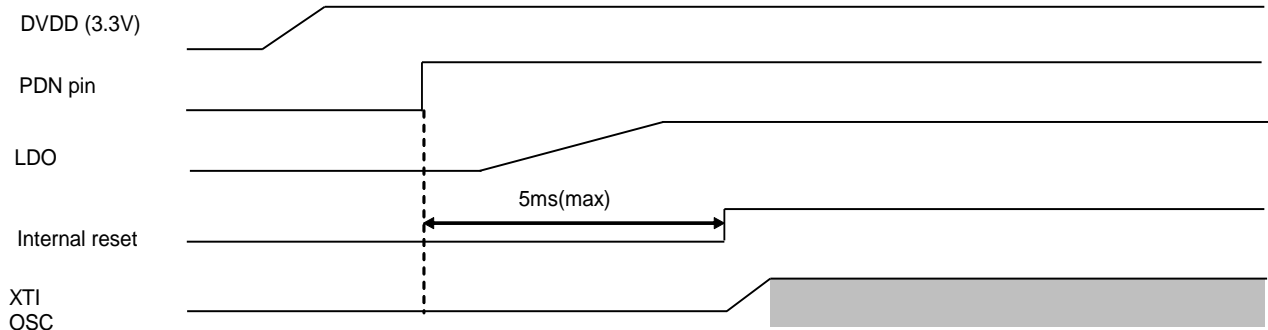 DVDD (3.3V)
PDN pin
LDO
5ms(max)
Internal reset
XTI
OSC